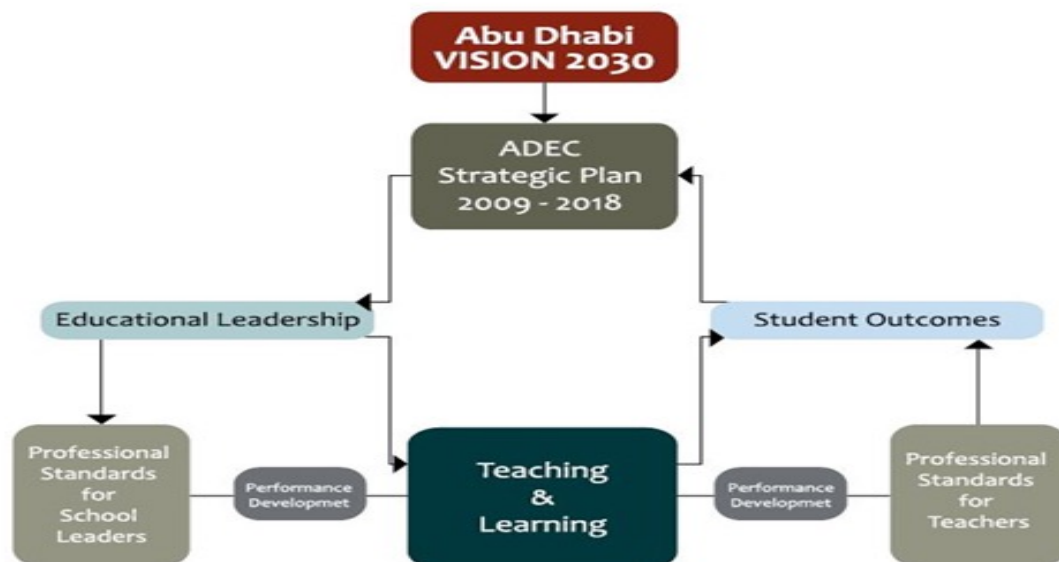 Abu Dhabi
VISION 2030
ADEC
Strategic Plan
2009 - 2018
Educational Leadership
Student Outcomes
Professional
Standards
for
School
Leaders
Performance
Developmet
Teaching
&
Learning
Performance
Developmet
Professional
Standards
for
Teachers